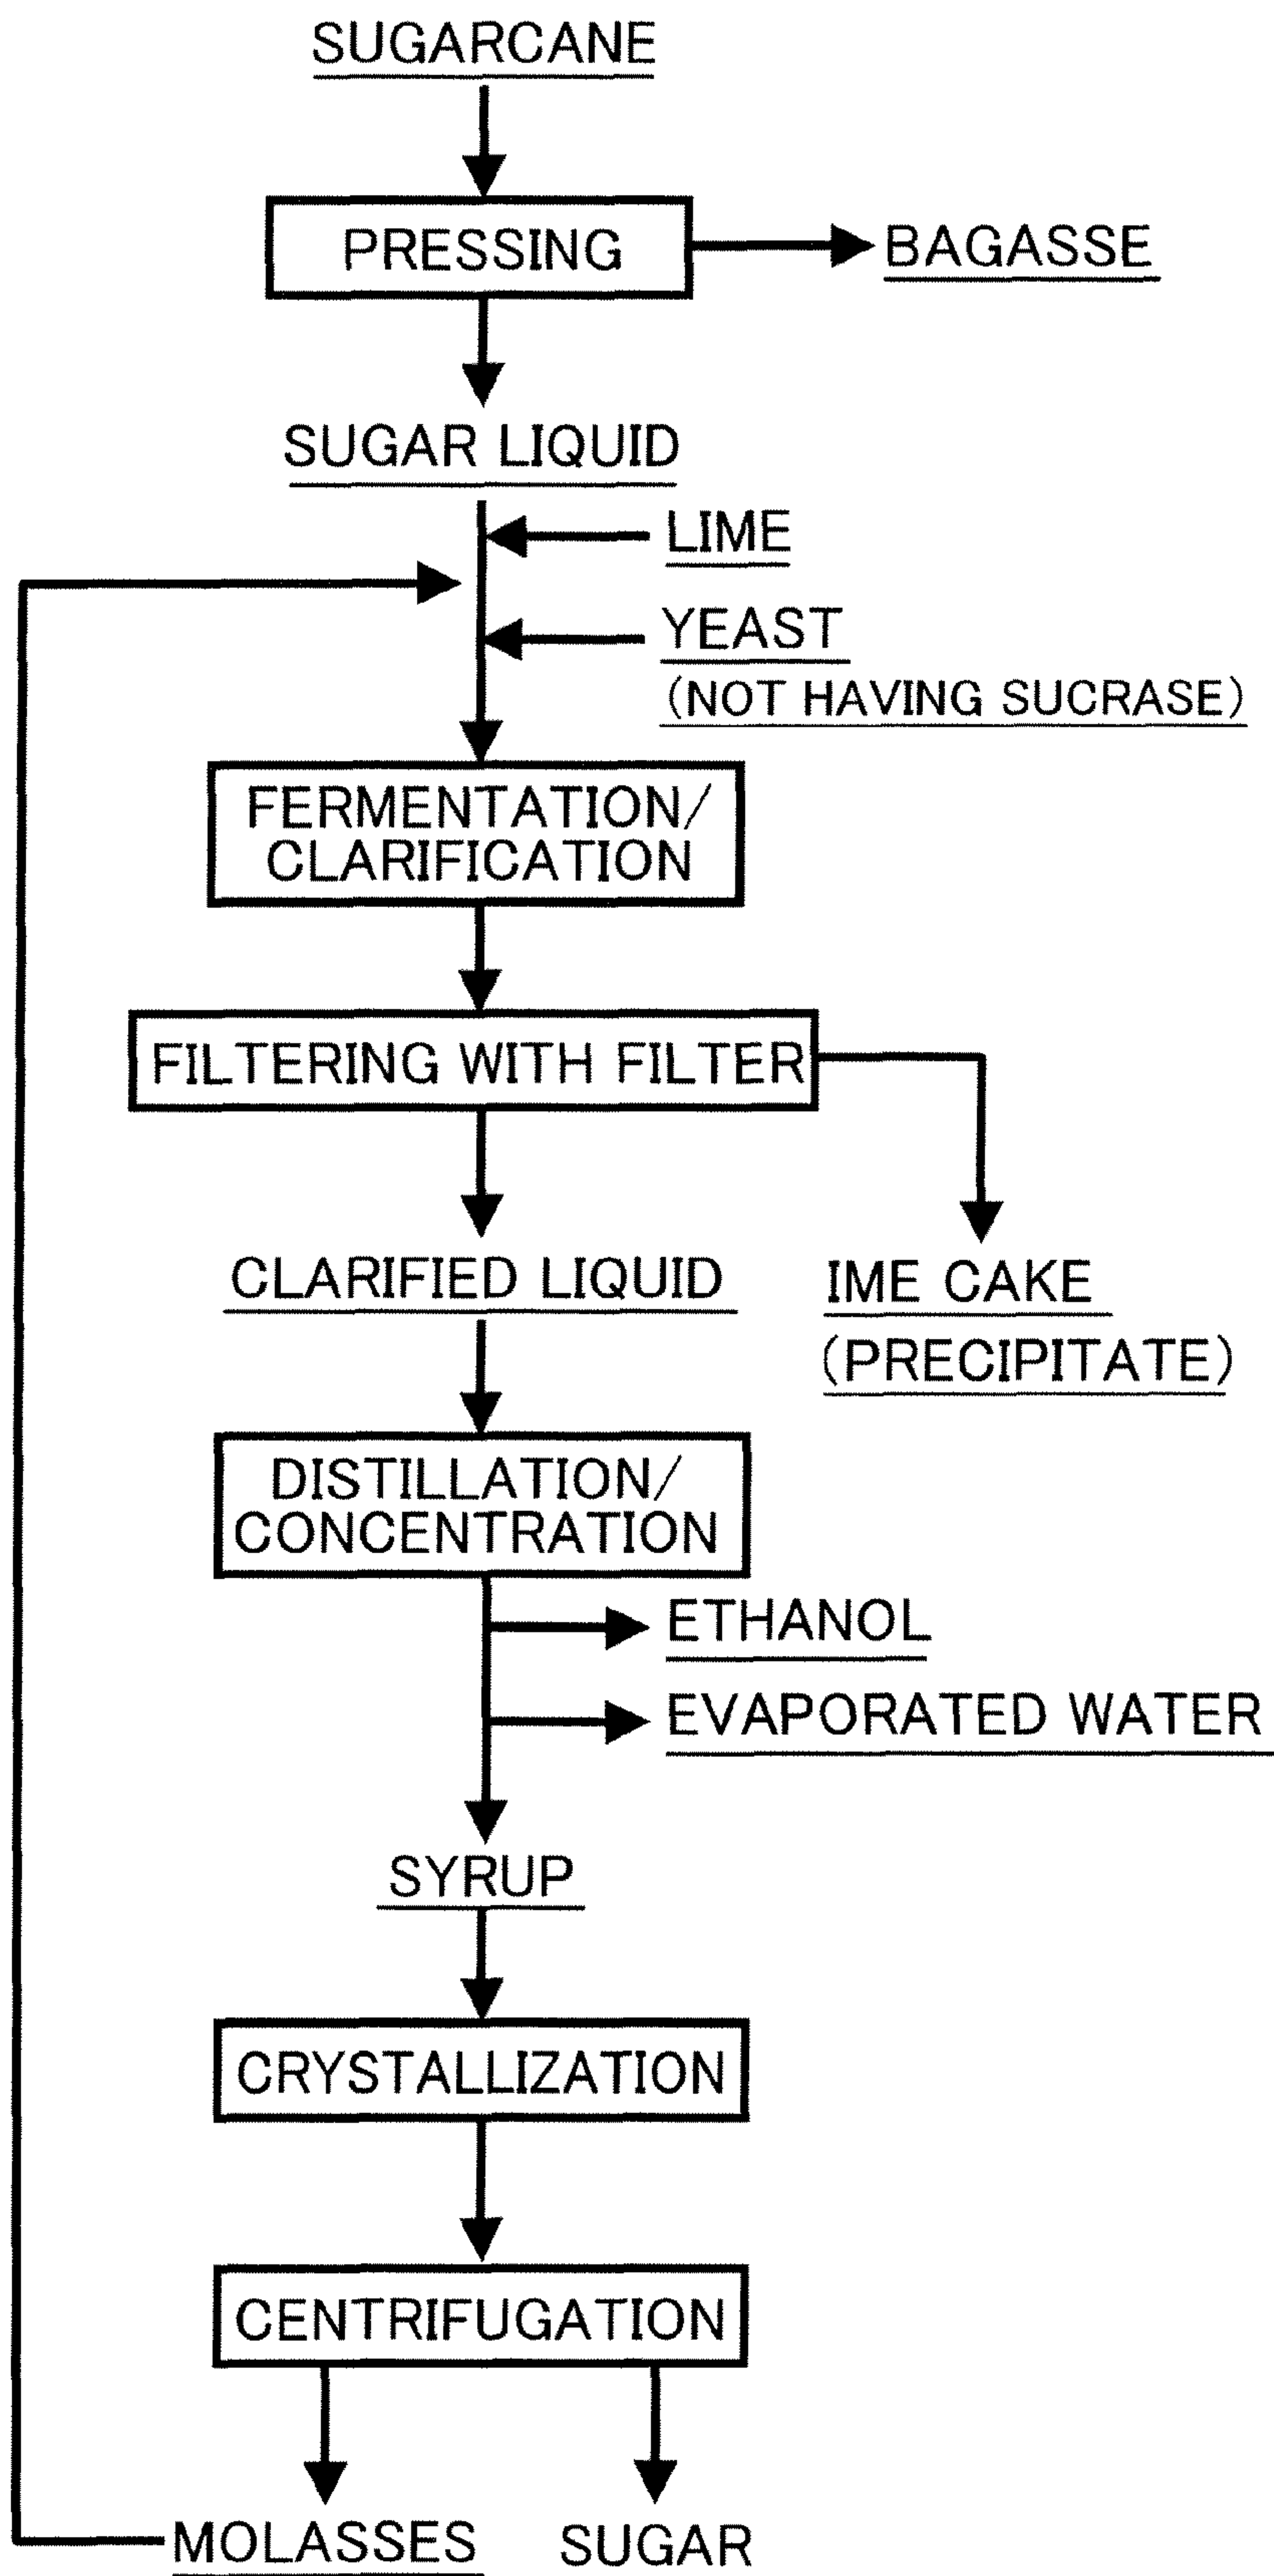 SUGARCANE
PRESSING
BAGASSE
SUGAR LIQUID
LIME
YEAST
(NOT HAVING SUCRASE)
FERMENTATION/
CLARIFICATION
FILTERING WITH FILTER
CLARIFIED LIQUID
IME CAKE
(PRECIPITATE)
DISTILLATION/
CONCENTRATION
ETHANOL
EVAPORATED WATER
SYRUP
CRYSTALLIZATION
CENTRIFUGATION
MOLASSES
SUGAR